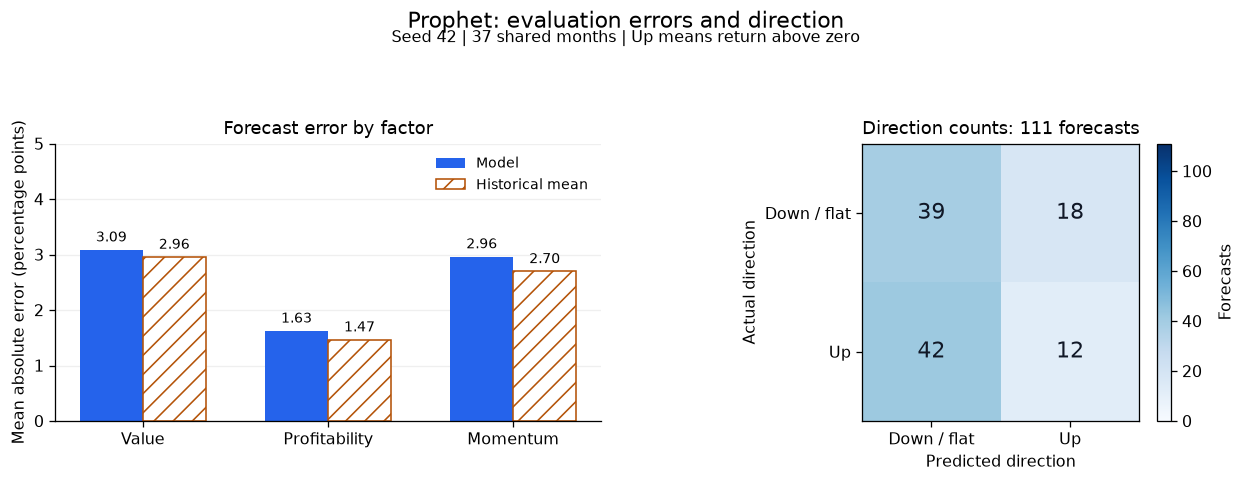 Prophet: evaluation errors and direction
Seed 42 | 37 shared months | Up means return above zero
Forecast error by factor
Mean absolute error (percentage points)
5
4
3
2
1
0
Model
Historical mean
3.09
2.96
1.63
1.47
2.96
2.70
Value
Profitability
Momentum
Direction counts: 111 forecasts
Actual direction
Down / flat
Up
39
18
42
12
Down / flat
Up
Predicted direction
100
80
60
40
20
0
Forecasts